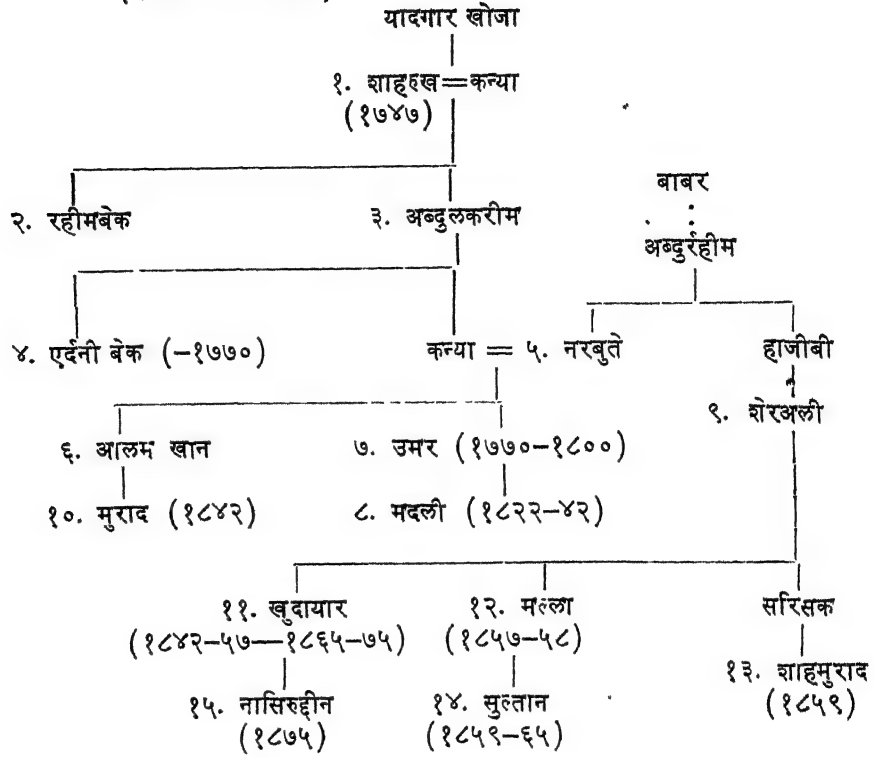 यादगार खोजा
१. शाहरुख=कन्या
(१७४७)
बाबर
२. रहीमबेक ३. अब्दुलकरीम
अब्दुर्रहीम
४. एर्दनी बेक (-१७७०) कन्या = ५. नरबुते हाजीबी
९. शेरअली
६. आलम खान ७. उमर (१७७०-१८००)
१०. मुराद (१८४२) ८. मदली (१८२२-४२)
११. खुदायार १२. मल्ला सरिसक
(१८४२-५७—१८६५-७५) (१८५७-५८)
१३. शाहमुराद
१५. नासिरुद्दीन १४. सुल्तान (१८५९)
(१८७५) (१८५९-६५)